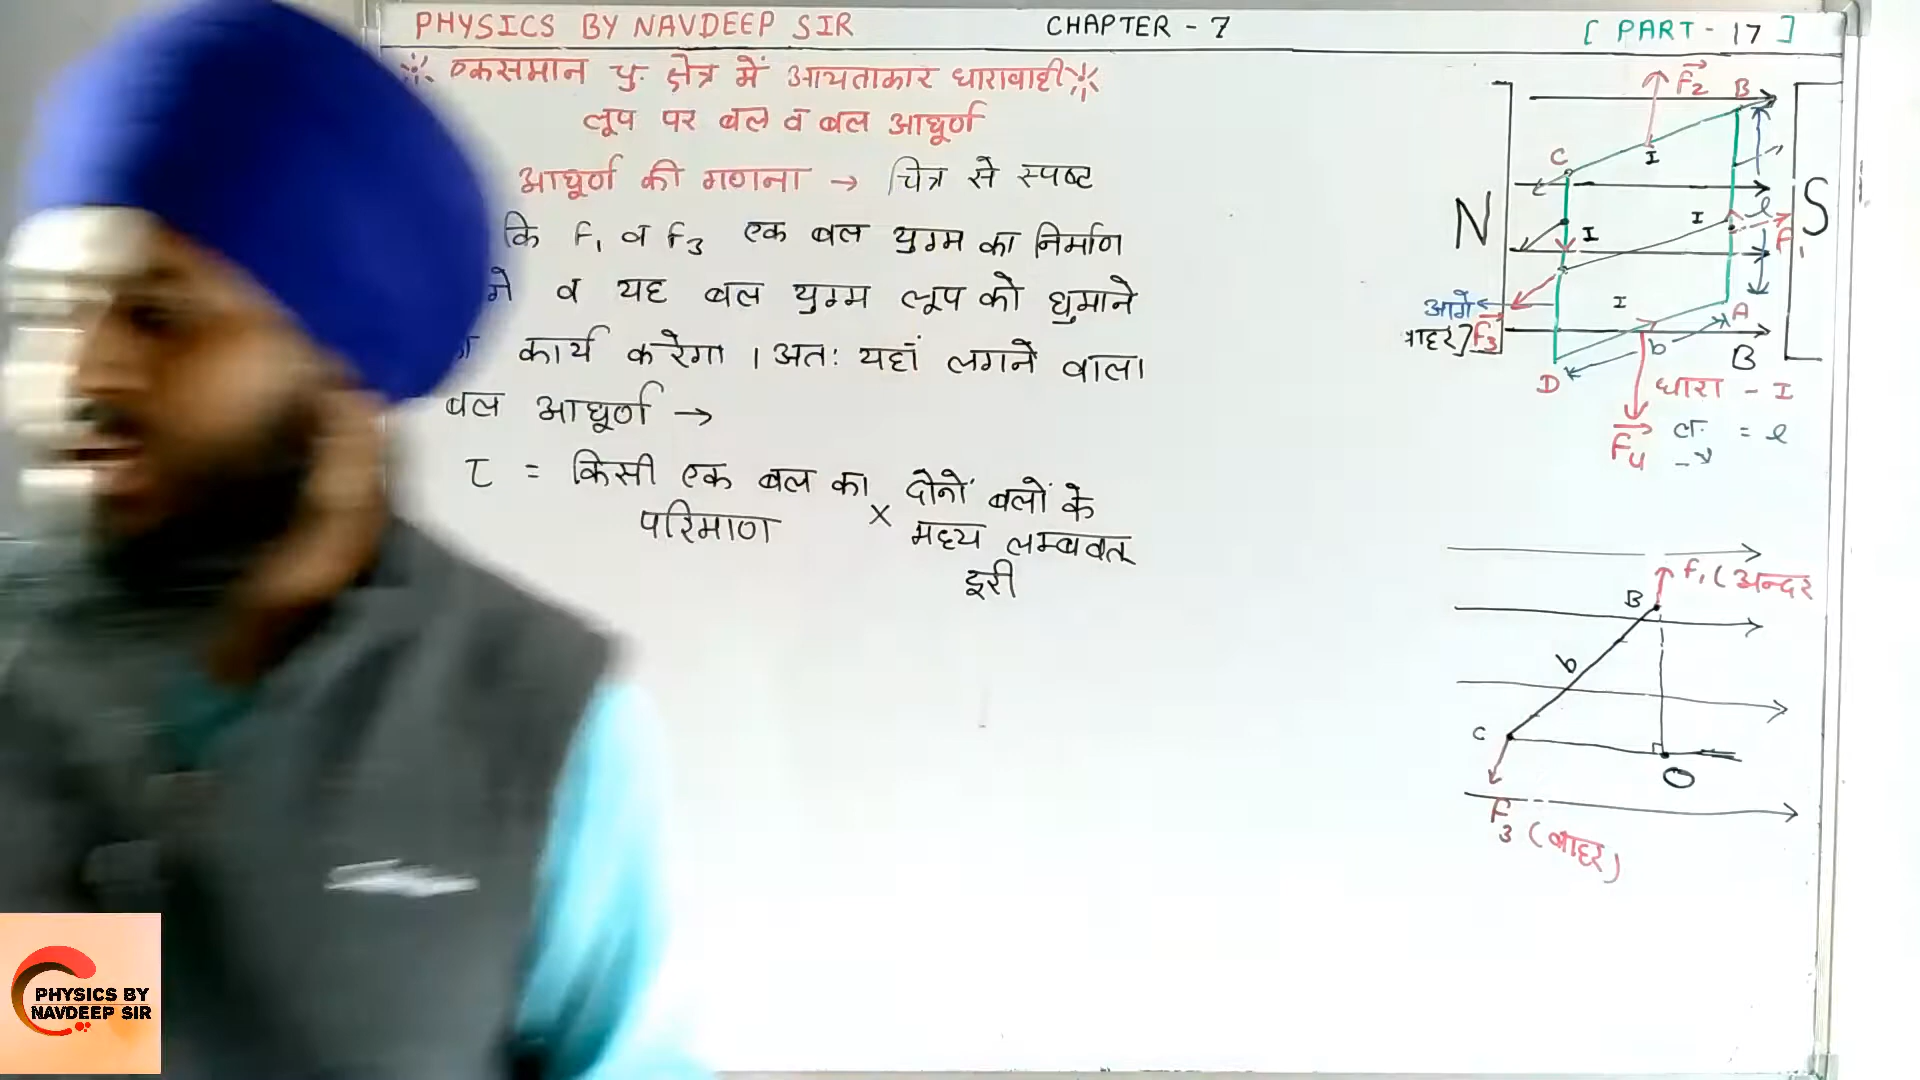 PHYSICS BY NAVDEEP SIR CHAPTER - 7 [ PART - 17 ]
एकसमान चु. क्षेत्र में आयताकार धारावाही
लूप पर बल व बल आघूर्ण
आघूर्ण की गणना → चित्र से स्पष्ट
कि F₁ व F₃ एक बल युग्म का निर्माण
व यह बल युग्म लूप को घुमाने
कार्य करेगा । अतः यहां लगने वाला
बल आघूर्ण →
τ = किसी एक बल का × दोनों बलों के
परिमाण मध्य लम्बवत्
दूरी
F₂ B
C I
N I I l S
F₁
आगे I A
बाहर] F₃
b B
D धारा - I
F₄ = l
F₁ (अन्दर
B
b
C
O
F₃ (बाहर)
PHYSICS BY
NAVDEEP SIR